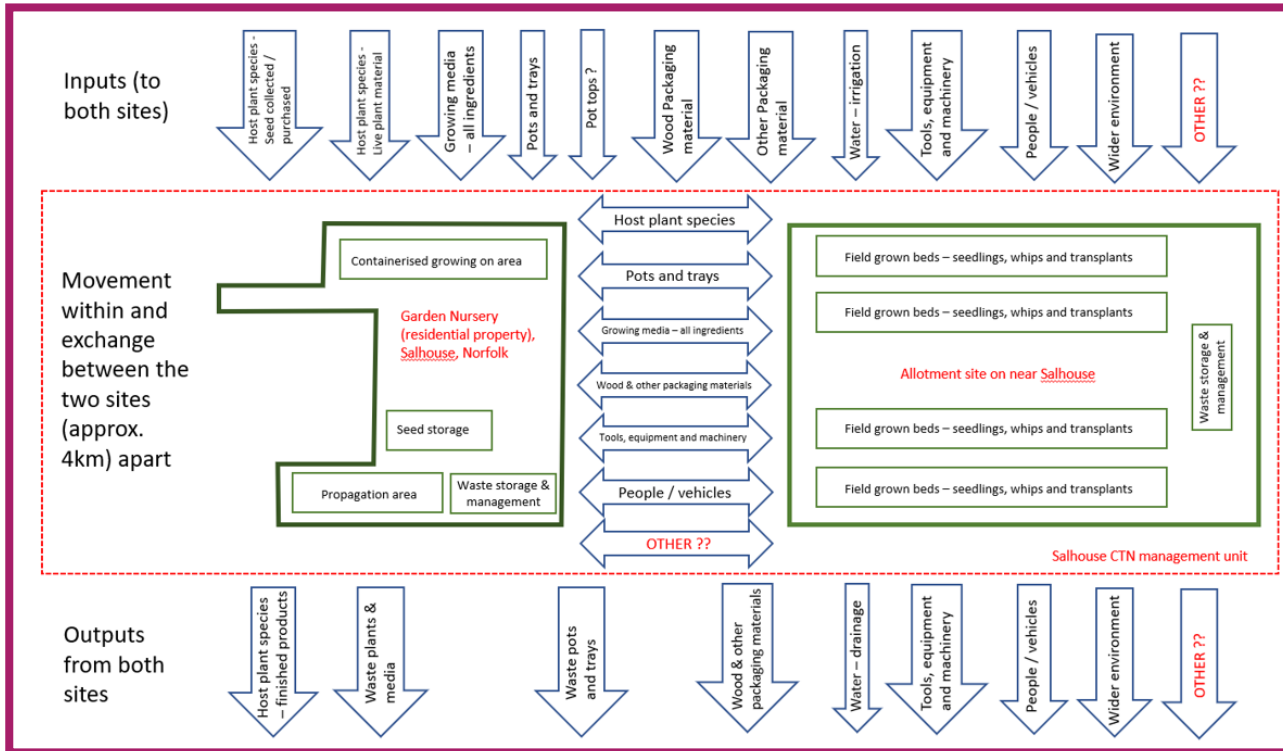 Inputs (to
both sites)
Host plant species -
Seed collected /
purchased
Host plant species -
Live plant material
Growing media
– all ingredients
Pots and trays
Pot tops ?
Wood Packaging
material
Other Packaging
material
Water – irrigation
Tools, equipment
and machinery
People / vehicles
Wider environment
OTHER ??
Movement
within and
exchange
between the
two sites
(approx.
4km) apart
Containerised growing on area
Garden Nursery
(residential property),
Salhouse, Norfolk
Seed storage
Propagation area
Waste storage &
management
Host plant species
Pots and trays
Growing media – all ingredients
Wood & other packaging materials
Tools, equipment and machinery
People / vehicles
OTHER ??
Field grown beds – seedlings, whips and transplants
Field grown beds – seedlings, whips and transplants
Allotment site on near Salhouse
Field grown beds – seedlings, whips and transplants
Field grown beds – seedlings, whips and transplants
Waste storage &
management
Salhouse CTN management unit
Outputs
from both
sites
Host plant species
– finished products
Waste plants &
media
Waste pots
and trays
Wood & other
packaging materials
Water – drainage
Tools, equipment
and machinery
People / vehicles
Wider environment
OTHER ??